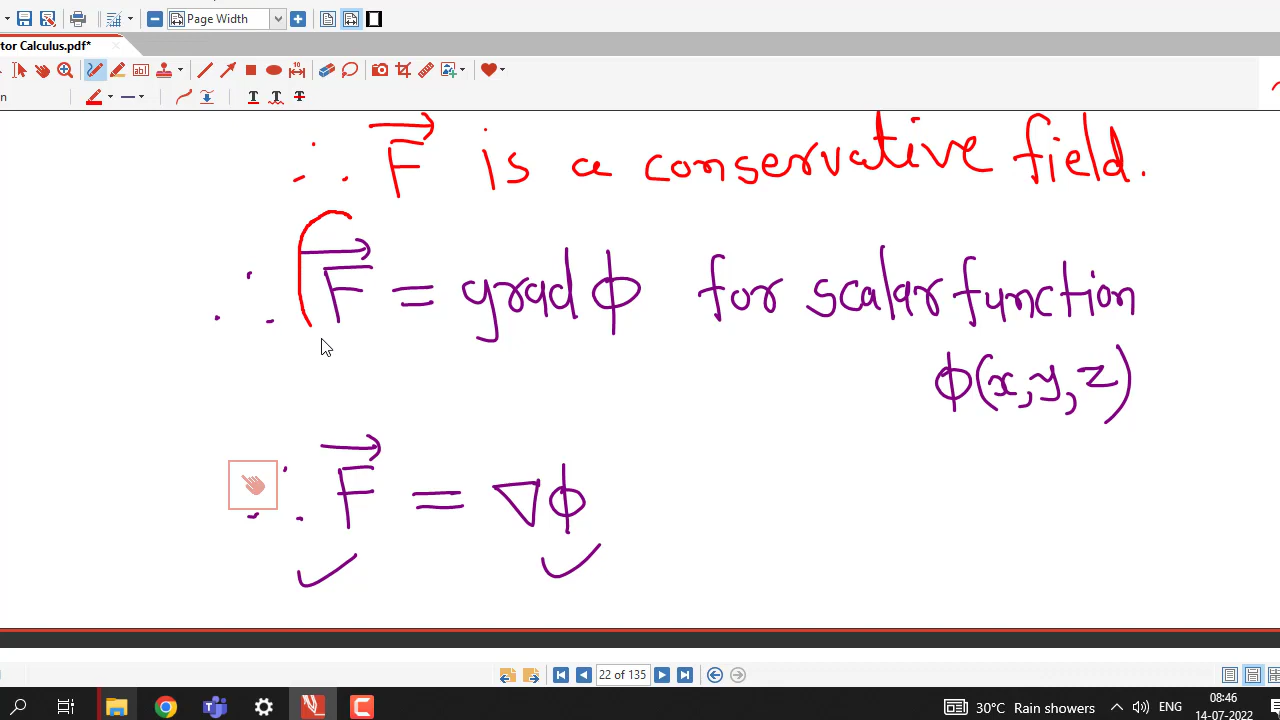 Page Width
tor Calculus.pdf*
∴ F⃗ is a conservative field.
∴ F⃗ = grad ϕ for scalar function
ϕ(x,y,z)
∴ F⃗ = ∇ϕ
22 of 135
30°C Rain showers ENG 08:46
14-07-2022